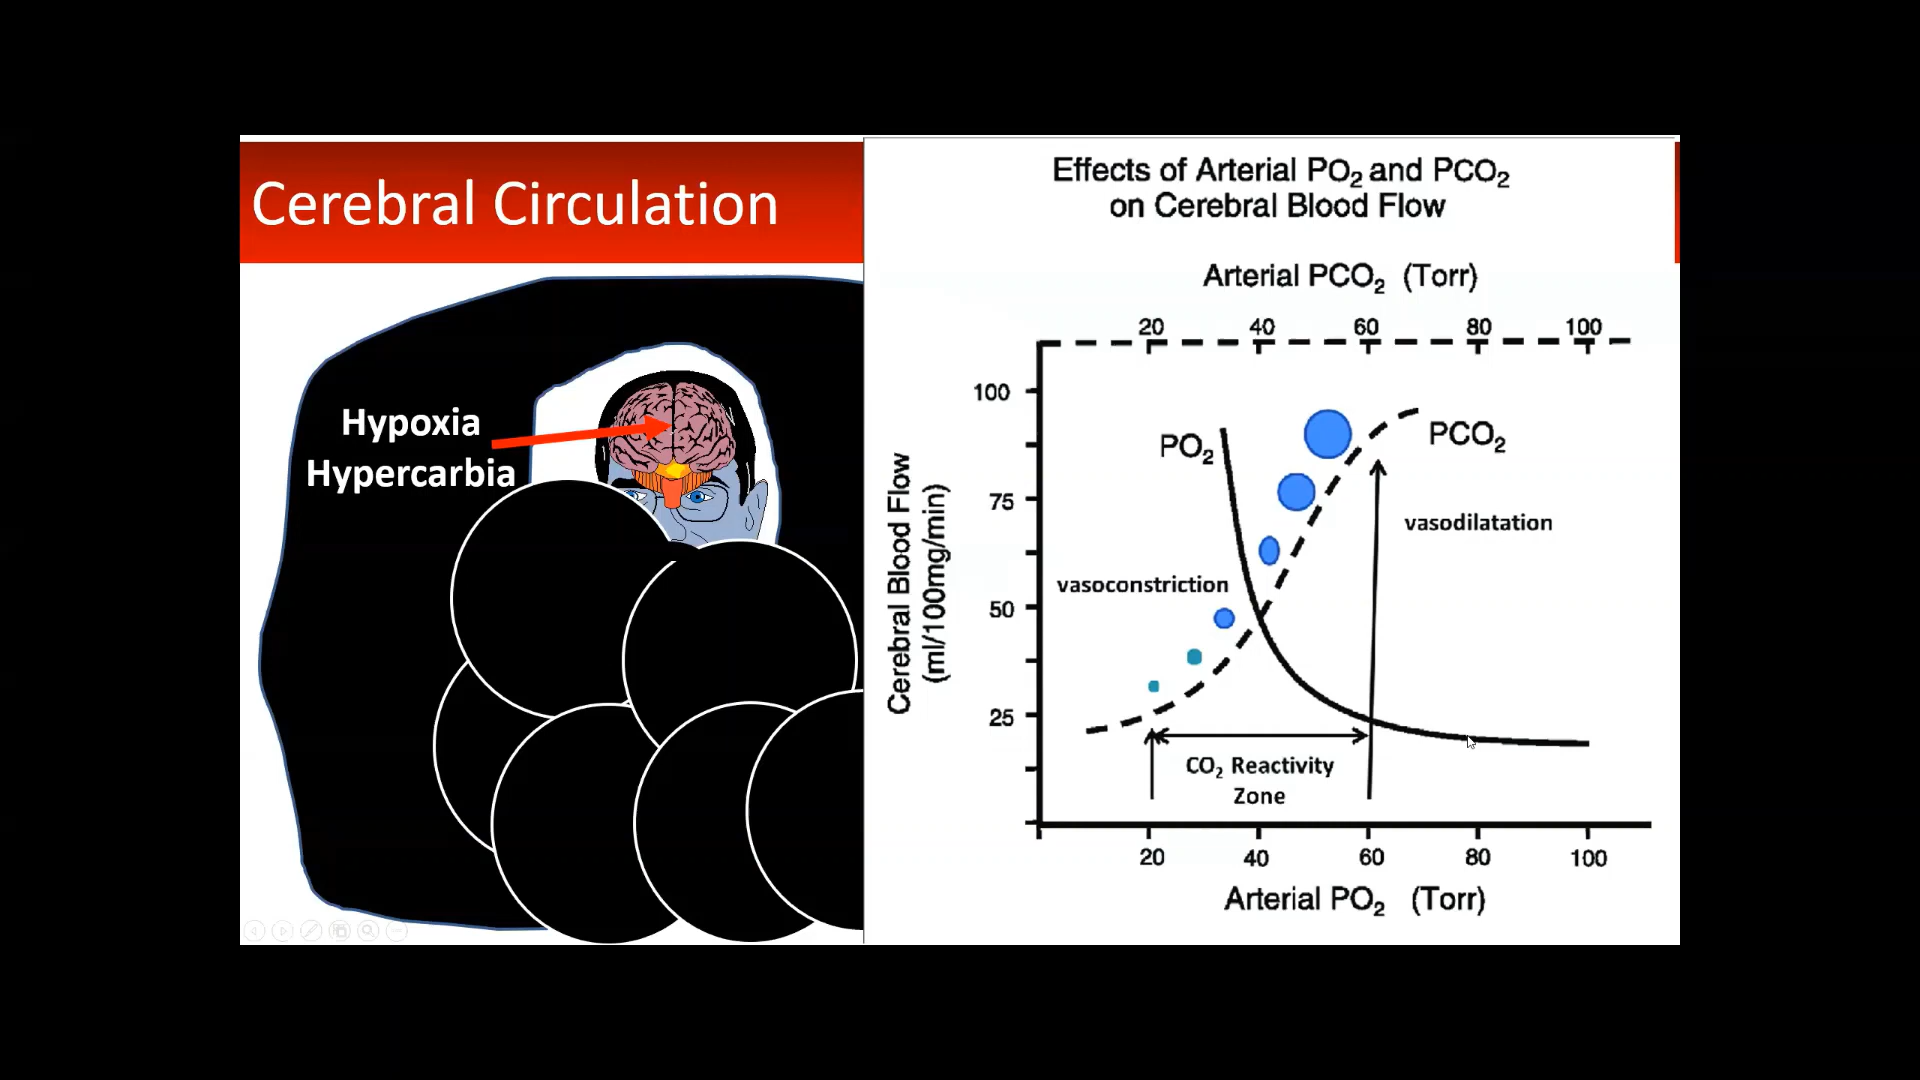 Cerebral Circulation
Hypoxia
Hypercarbia
Effects of Arterial PO₂ and PCO₂
on Cerebral Blood Flow
Arterial PCO₂ (Torr)
20 40 60 80 100
100
75
50
25
Cerebral Blood Flow
(ml/100mg/min)
PO₂
PCO₂
vasodilatation
vasoconstriction
CO₂ Reactivity
Zone
20 40 60 80 100
Arterial PO₂ (Torr)